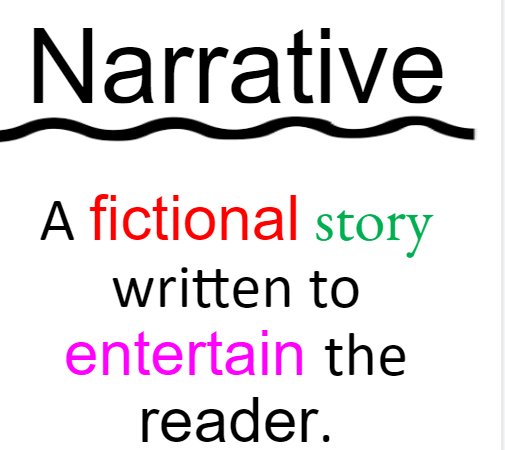 Narrative
A fictional story
written to
entertain the
reader.